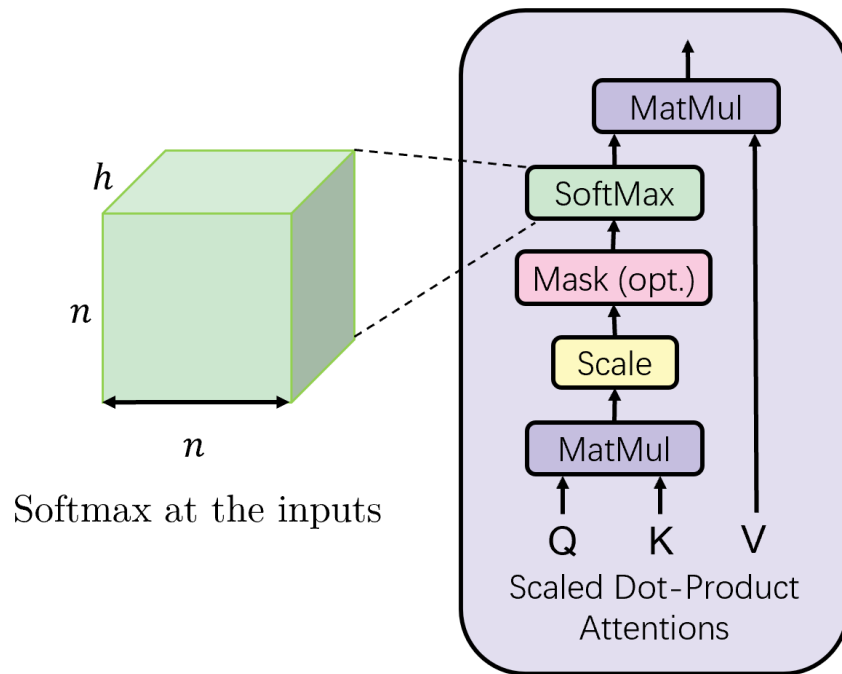 h
n
n
Softmax at the inputs
MatMul
SoftMax
Mask (opt.)
Scale
MatMul
Q K V
Scaled Dot-Product
Attentions